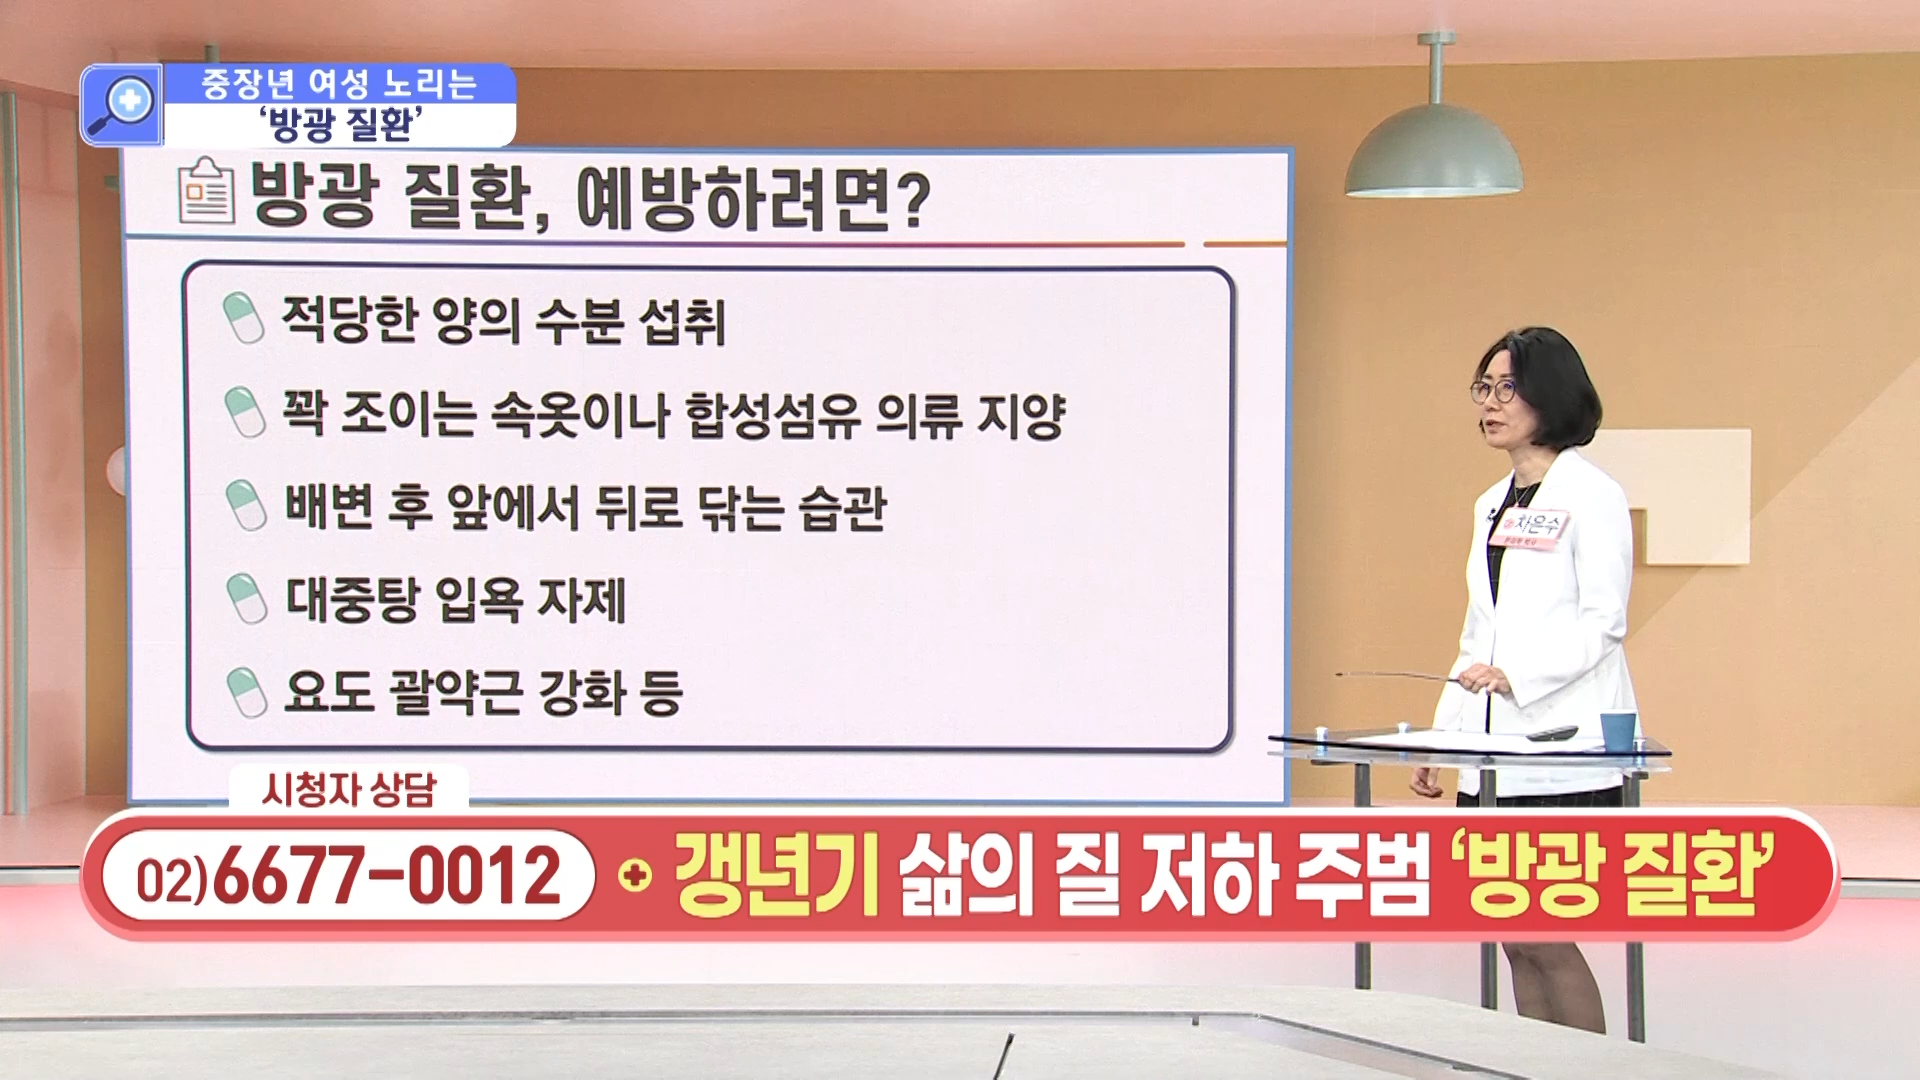 중장년 여성 노리는
‘방광 질환’
방광 질환, 예방하려면?
적당한 양의 수분 섭취
꽉 조이는 속옷이나 합성섬유 의류 지양
배변 후 앞에서 뒤로 닦는 습관
대중탕 입욕 자제
요도 괄약근 강화 등
차은수
시청자 상담
02)6677-0012
갱년기 삶의 질 저하 주범 ‘방광 질환’